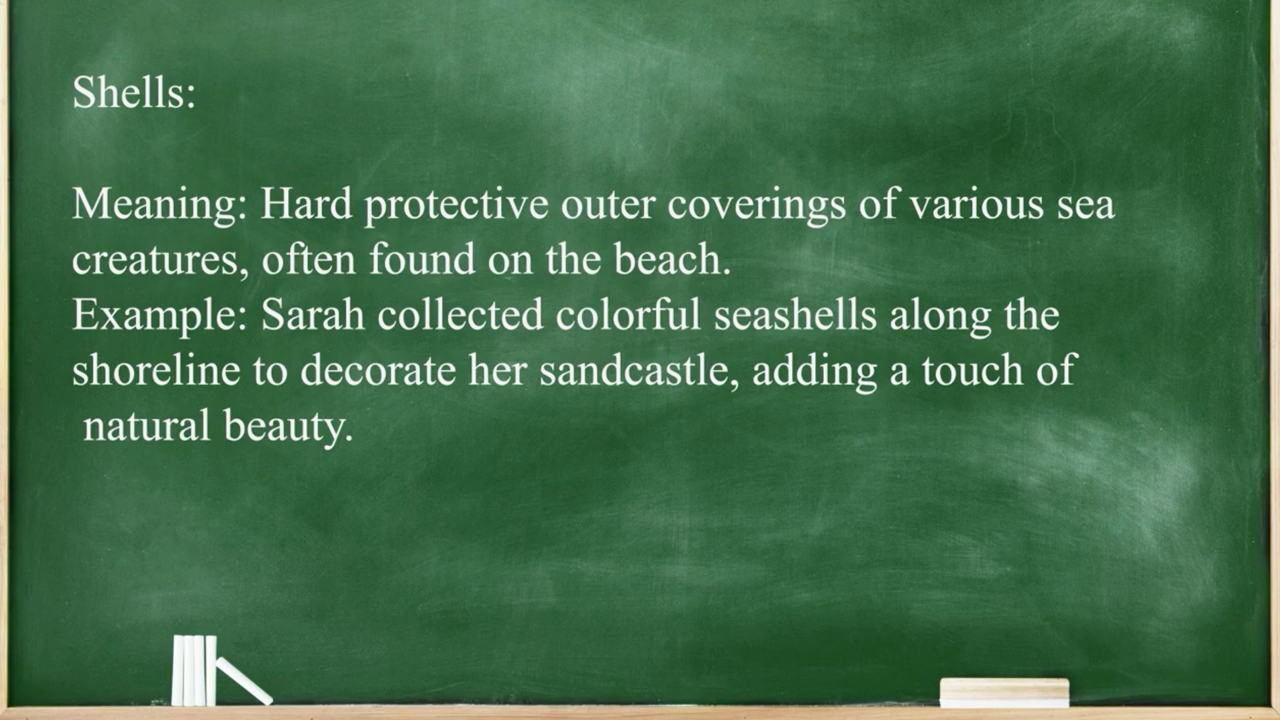 Shells:
Meaning: Hard protective outer coverings of various sea
creatures, often found on the beach.
Example: Sarah collected colorful seashells along the
shoreline to decorate her sandcastle, adding a touch of
natural beauty.